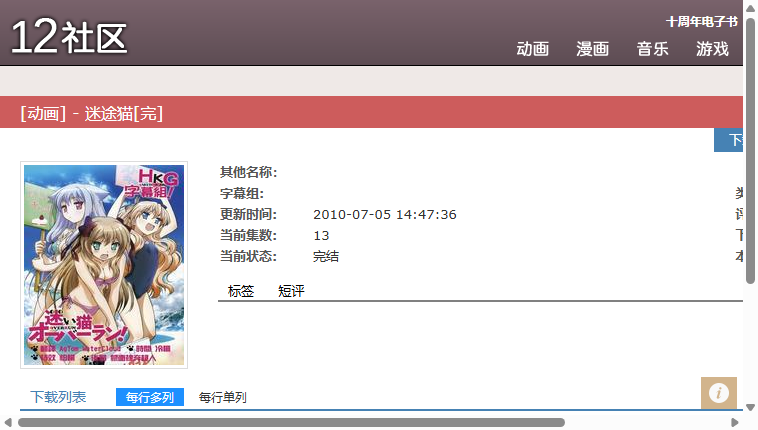 12社区
十周年电子书
动画 漫画 音乐 游戏
[动画] - 迷途猫[完]
下载
HKG
字幕組!
其他名称:
字幕组:
更新时间: 2010-07-05 14:47:36
当前集数: 13
当前状态: 完结
标签 短评
迷い猫
オーバーラン!
下载列表 每行多列 每行单列
i